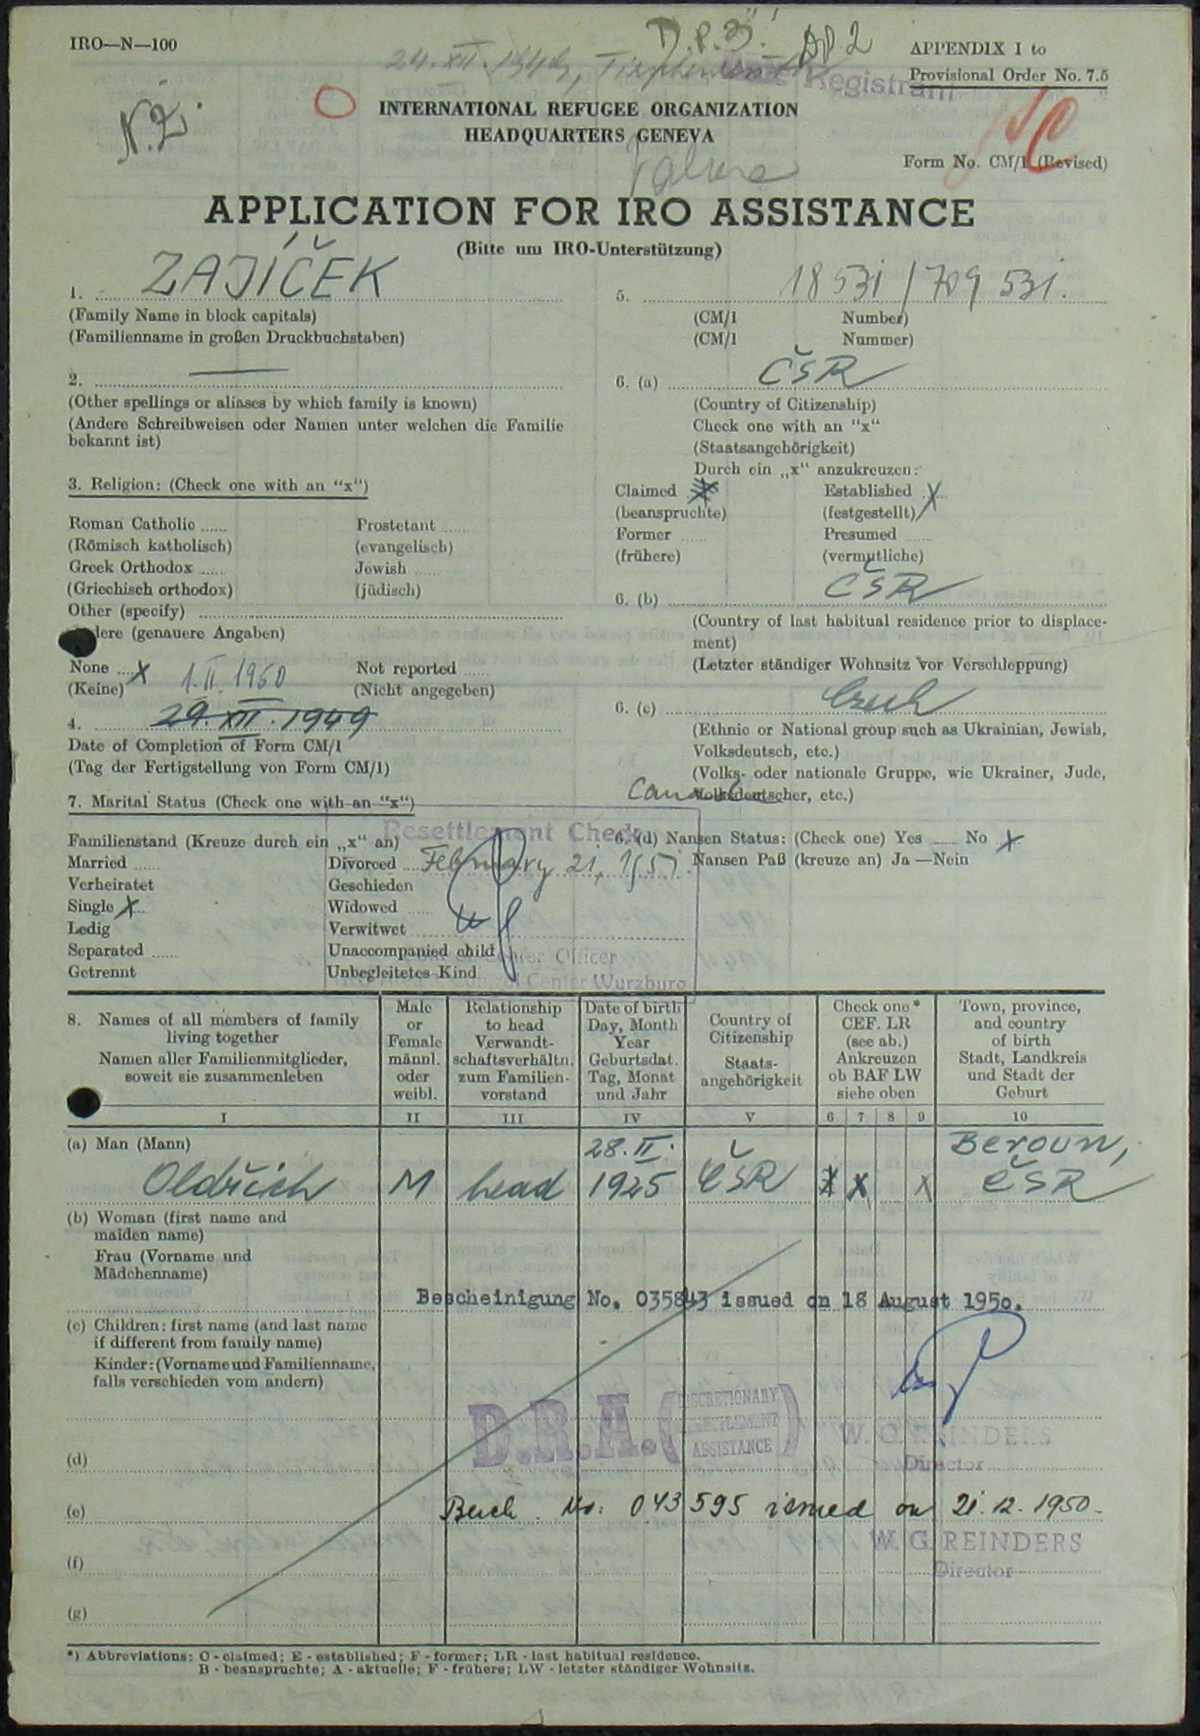 IRO—N—100
D.P.3.
DP 2
APPENDIX I to
Provisional Order No. 7.5
24. XII. 1949,
Registrant
N.2.
INTERNATIONAL REFUGEE ORGANIZATION
HEADQUARTERS GENEVA
Form No. CM/1 (Revised)
APPLICATION FOR IRO ASSISTANCE
(Bitte um IRO-Unterstützung)
1. ZAJÍČEK
(Family Name in block capitals)
(Familienname in großen Druckbuchstaben)
5. 18531/709531.
(CM/1 Number)
(CM/1 Nummer)
2. —
(Other spellings or aliases by which family is known)
(Andere Schreibweisen oder Namen unter welchen die Familie
bekannt ist)
6. (a) ČSR
(Country of Citizenship)
Check one with an “x”
(Staatsangehörigkeit)
Durch ein „x“ anzukreuzen:
3. Religion: (Check one with an “x”)
Claimed Established X
(beanspruchte) (festgestellt)
Former Presumed
(frühere) (vermutliche)
Roman Catholic Prostetant
(Römisch katholisch) (evangelisch)
Greek Orthodox Jewish
(Griechisch orthodox) (jüdisch)
Other (specify)
dere (genauere Angaben)
6. (b) ČSR
(Country of last habitual residence prior to displace-
ment)
(Letzter ständiger Wohnsitz vor Verschleppung)
None X Not reported
(Keine) (Nicht angegeben)
1. II. 1950
4. 29. XII. 1949
Date of Completion of Form CM/1
(Tag der Fertigstellung von Form CM/1)
6. (c) Czech
(Ethnic or National group such as Ukrainian, Jewish,
Volksdeutsch, etc.)
(Volks- oder nationale Gruppe, wie Ukrainer, Jude,
Volksdeutscher, etc.)
7. Marital Status (Check one with an “x“)
Canada
Resettlement Check
6. (d) Nansen Status: (Check one) Yes No X
Nansen Paß (kreuze an) Ja —Nein
February 21, 1951.
Familienstand (Kreuze durch ein „x“ an)
Married Divorced
Verheiratet Geschieden
Single X Widowed
Ledig Verwitwet
Separated Unaccompanied child
Getrennt Unbegleitetes Kind
Officer
Center Wurzburg
8. Names of all members of family
living together
Namen aller Familienmitglieder,
soweit sie zusammenleben
Male
or
Female
männl.
oder
weibl.
Relationship
to head
Verwandt-
schaftsverhältn.
zum Familien-
vorstand
Date of birth
Day, Month
Year
Geburtsdat.
Tag, Monat
und Jahr
Country of
Citizenship
Staats-
angehörigkeit
Check one *
CEF. LR
(see ab.)
Ankreuzen
ob BAF LW
siehe oben
Town, province,
and country
of birth
Stadt, Landkreis
und Stadt der
Geburt
I II III IV V 6 7 8 9 10
(a) Man (Mann)
Oldřich M head 28. II. 1925 ČSR X X X Beroun, ČSR
(b) Woman (first name and
maiden name)
Frau (Vorname und
Mädchenname)
Bescheinigung No. 035843 issued on 18 August 1950.
(c) Children: first name (and last name
if different from family name)
Kinder: (Vorname und Familienname,
falls verschieden vom andern)
D.R.A. (DISCRETIONARY
RESETTLEMENT
ASSISTANCE)
W. G. REINDERS
Director
(d)
(e) Besch. No: 043595 issued on 21. 12. 1950.
W. G. REINDERS
Director
(f)
(g)
*) Abbreviations: C - claimed; E - established; F - former; LR - last habitual residence.
B - beanspruchte; A - aktuelle; F - frühere; LW - letzter ständiger Wohnsitz.